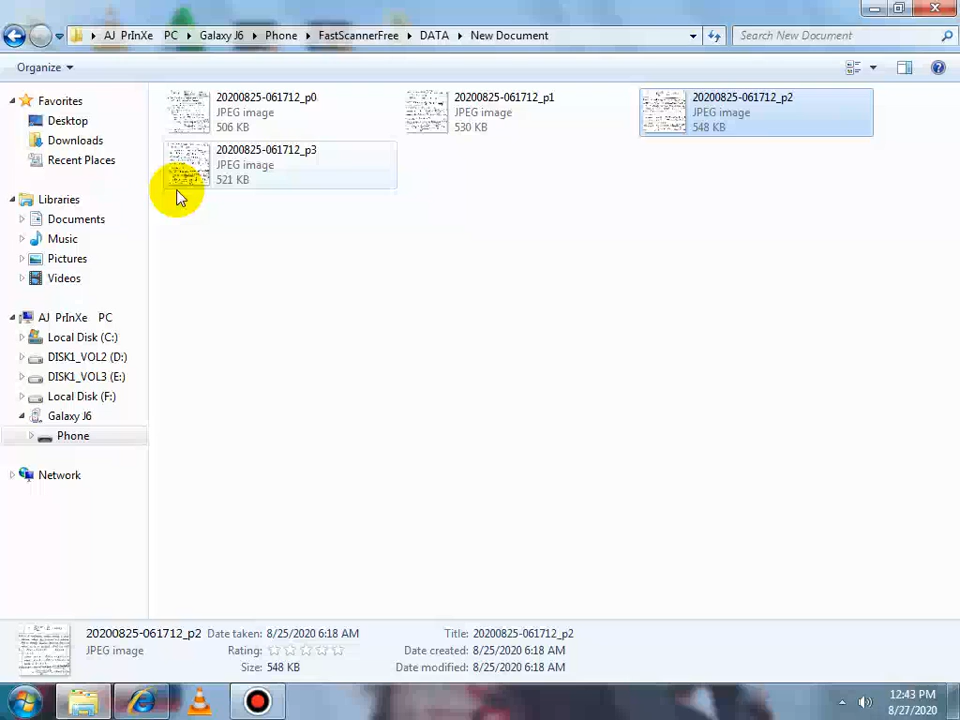 AJ PrInXe PC Galaxy J6 Phone FastScannerFree DATA New Document
Search New Document
Organize
Favorites
Desktop
Downloads
Recent Places
Libraries
Documents
Music
Pictures
Videos
AJ PrInXe PC
Local Disk (C:)
DISK1_VOL2 (D:)
DISK1_VOL3 (E:)
Local Disk (F:)
Galaxy J6
Phone
Network
20200825-061712_p0
JPEG image
506 KB
20200825-061712_p1
JPEG image
530 KB
20200825-061712_p2
JPEG image
548 KB
20200825-061712_p3
JPEG image
521 KB
20200825-061712_p2
JPEG image
Date taken: 8/25/2020 6:18 AM
Rating:
Size: 548 KB
Title: 20200825-061712_p2
Date created: 8/25/2020 6:18 AM
Date modified: 8/25/2020 6:18 AM
12:43 PM
8/27/2020